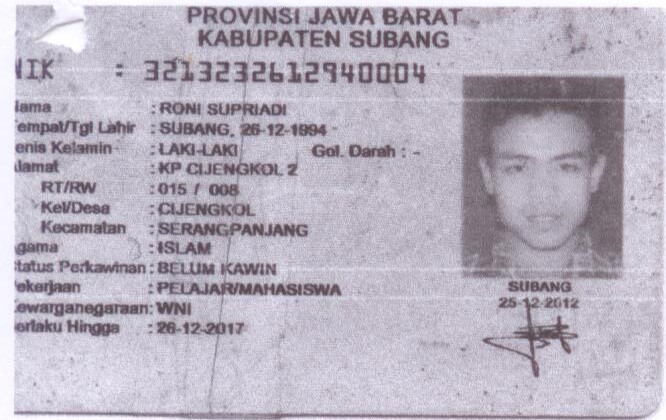 PROVINSI JAWA BARAT
KABUPATEN SUBANG
NIK : 3213232612940004
Nama : RONI SUPRIADI
Tempat/Tgl Lahir : SUBANG, 26-12-1994
Jenis Kelamin : LAKI-LAKI Gol. Darah : -
Alamat : KP CIJENGKOL 2
RT/RW : 015 / 008
Kel/Desa : CIJENGKOL
Kecamatan : SERANGPANJANG
Agama : ISLAM
Status Perkawinan : BELUM KAWIN
Pekerjaan : PELAJAR/MAHASISWA
Kewarganegaraan: WNI
Berlaku Hingga : 26-12-2017
SUBANG
25-12-2012